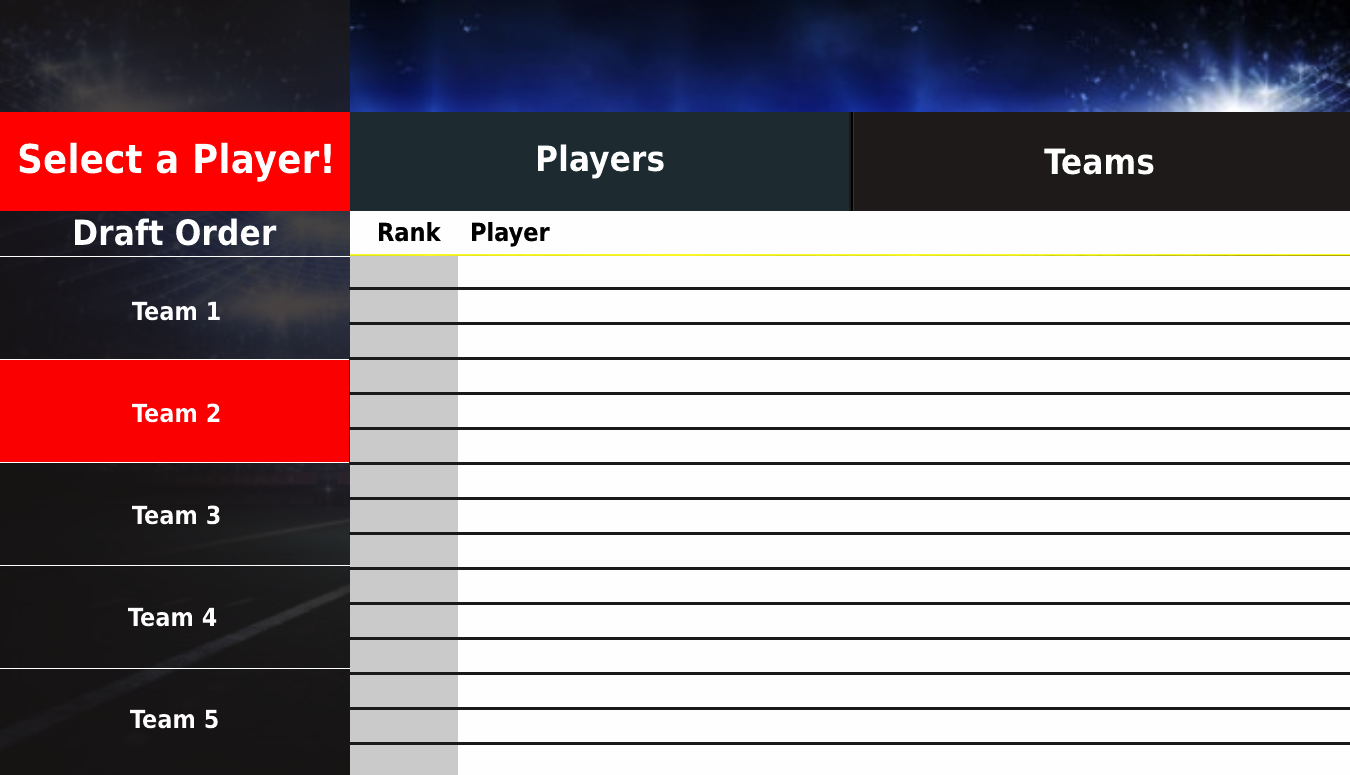 Select a Player!
Players
Teams
Draft Order
Rank Player
Team 1
Team 2
Team 3
Team 4
Team 5